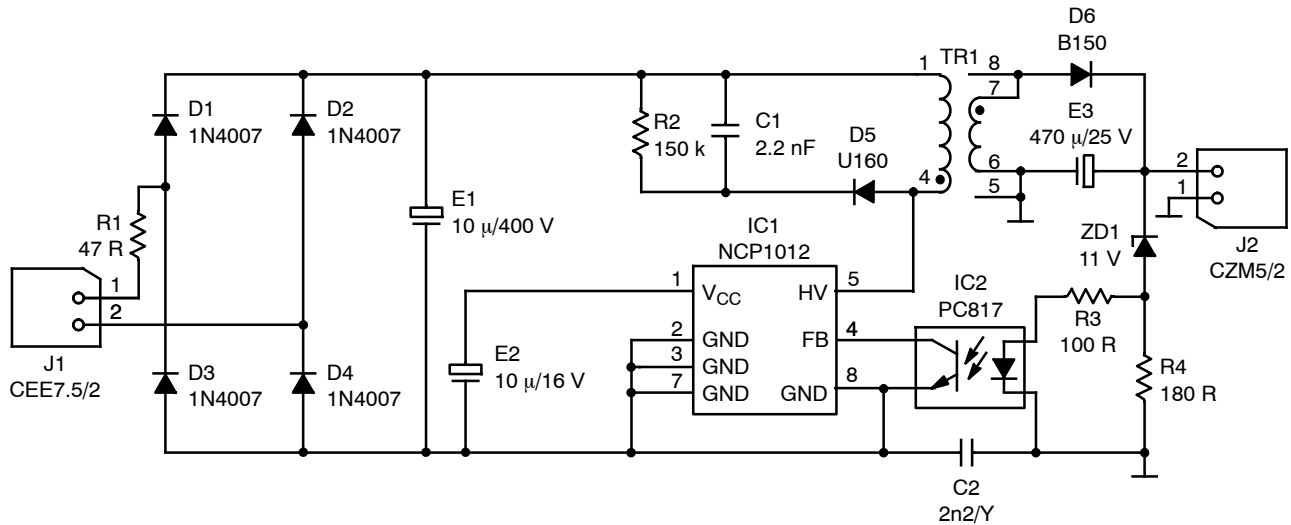 D6
B150
TR1
1
8
7
D1
1N4007
D2
1N4007
E3
470 μ/25 V
R2
150 k
C1
2.2 nF
D5
U160
2
1
4
6
5
J2
CZM5/2
R1
47 R
E1
10 μ/400 V
IC1
NCP1012
ZD1
11 V
1
2
J1
CEE7.5/2
1
VCC
HV
5
IC2
PC817
R3
100 R
2
GND
FB
4
3
GND
7
GND
GND
8
E2
10 μ/16 V
D3
1N4007
D4
1N4007
R4
180 R
C2
2n2/Y